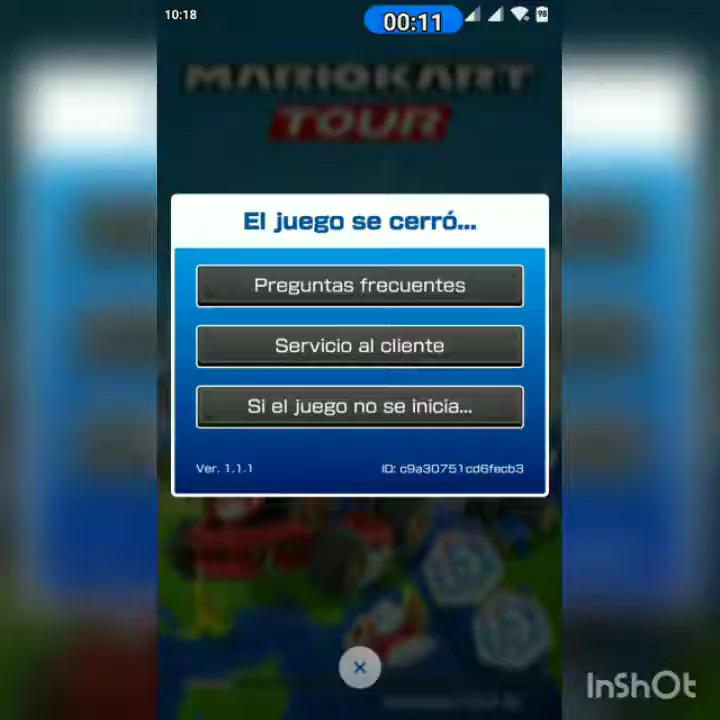 10:18
00:11
98
MARIOKART
TOUR
El juego se cerró...
Preguntas frecuentes
Servicio al cliente
Si el juego no se inicia...
Ver. 1.1.1
ID: c9a30751cd6fecb3
InShOt